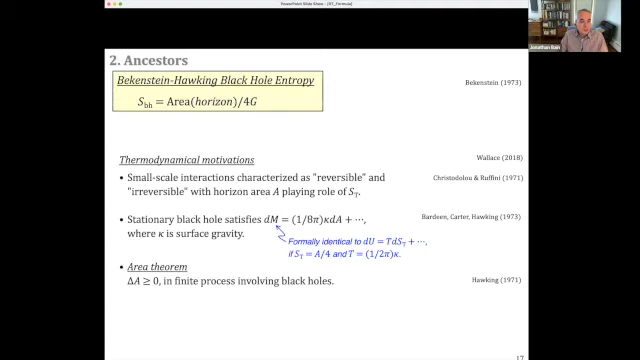 PowerPoint Slide Show - [RT_Formula]
Jonathan Bain
2. Ancestors
Bekenstein-Hawking Black Hole Entropy
S_bh = Area(horizon)/4G
Bekenstein (1973)
Thermodynamical motivations
Wallace (2018)
• Small-scale interactions characterized as "reversible" and
"irreversible" with horizon area A playing role of S_T.
Christodolou & Ruffini (1971)
• Stationary black hole satisfies dM = (1/8π)κdA + ⋯,
where κ is surface gravity.
Bardeen, Carter, Hawking (1973)
Formally identical to dU = TdS_T + ⋯,
if S_T = A/4 and T = (1/2π)κ.
• Area theorem
ΔA ≥ 0, in finite process involving black holes.
Hawking (1971)
17